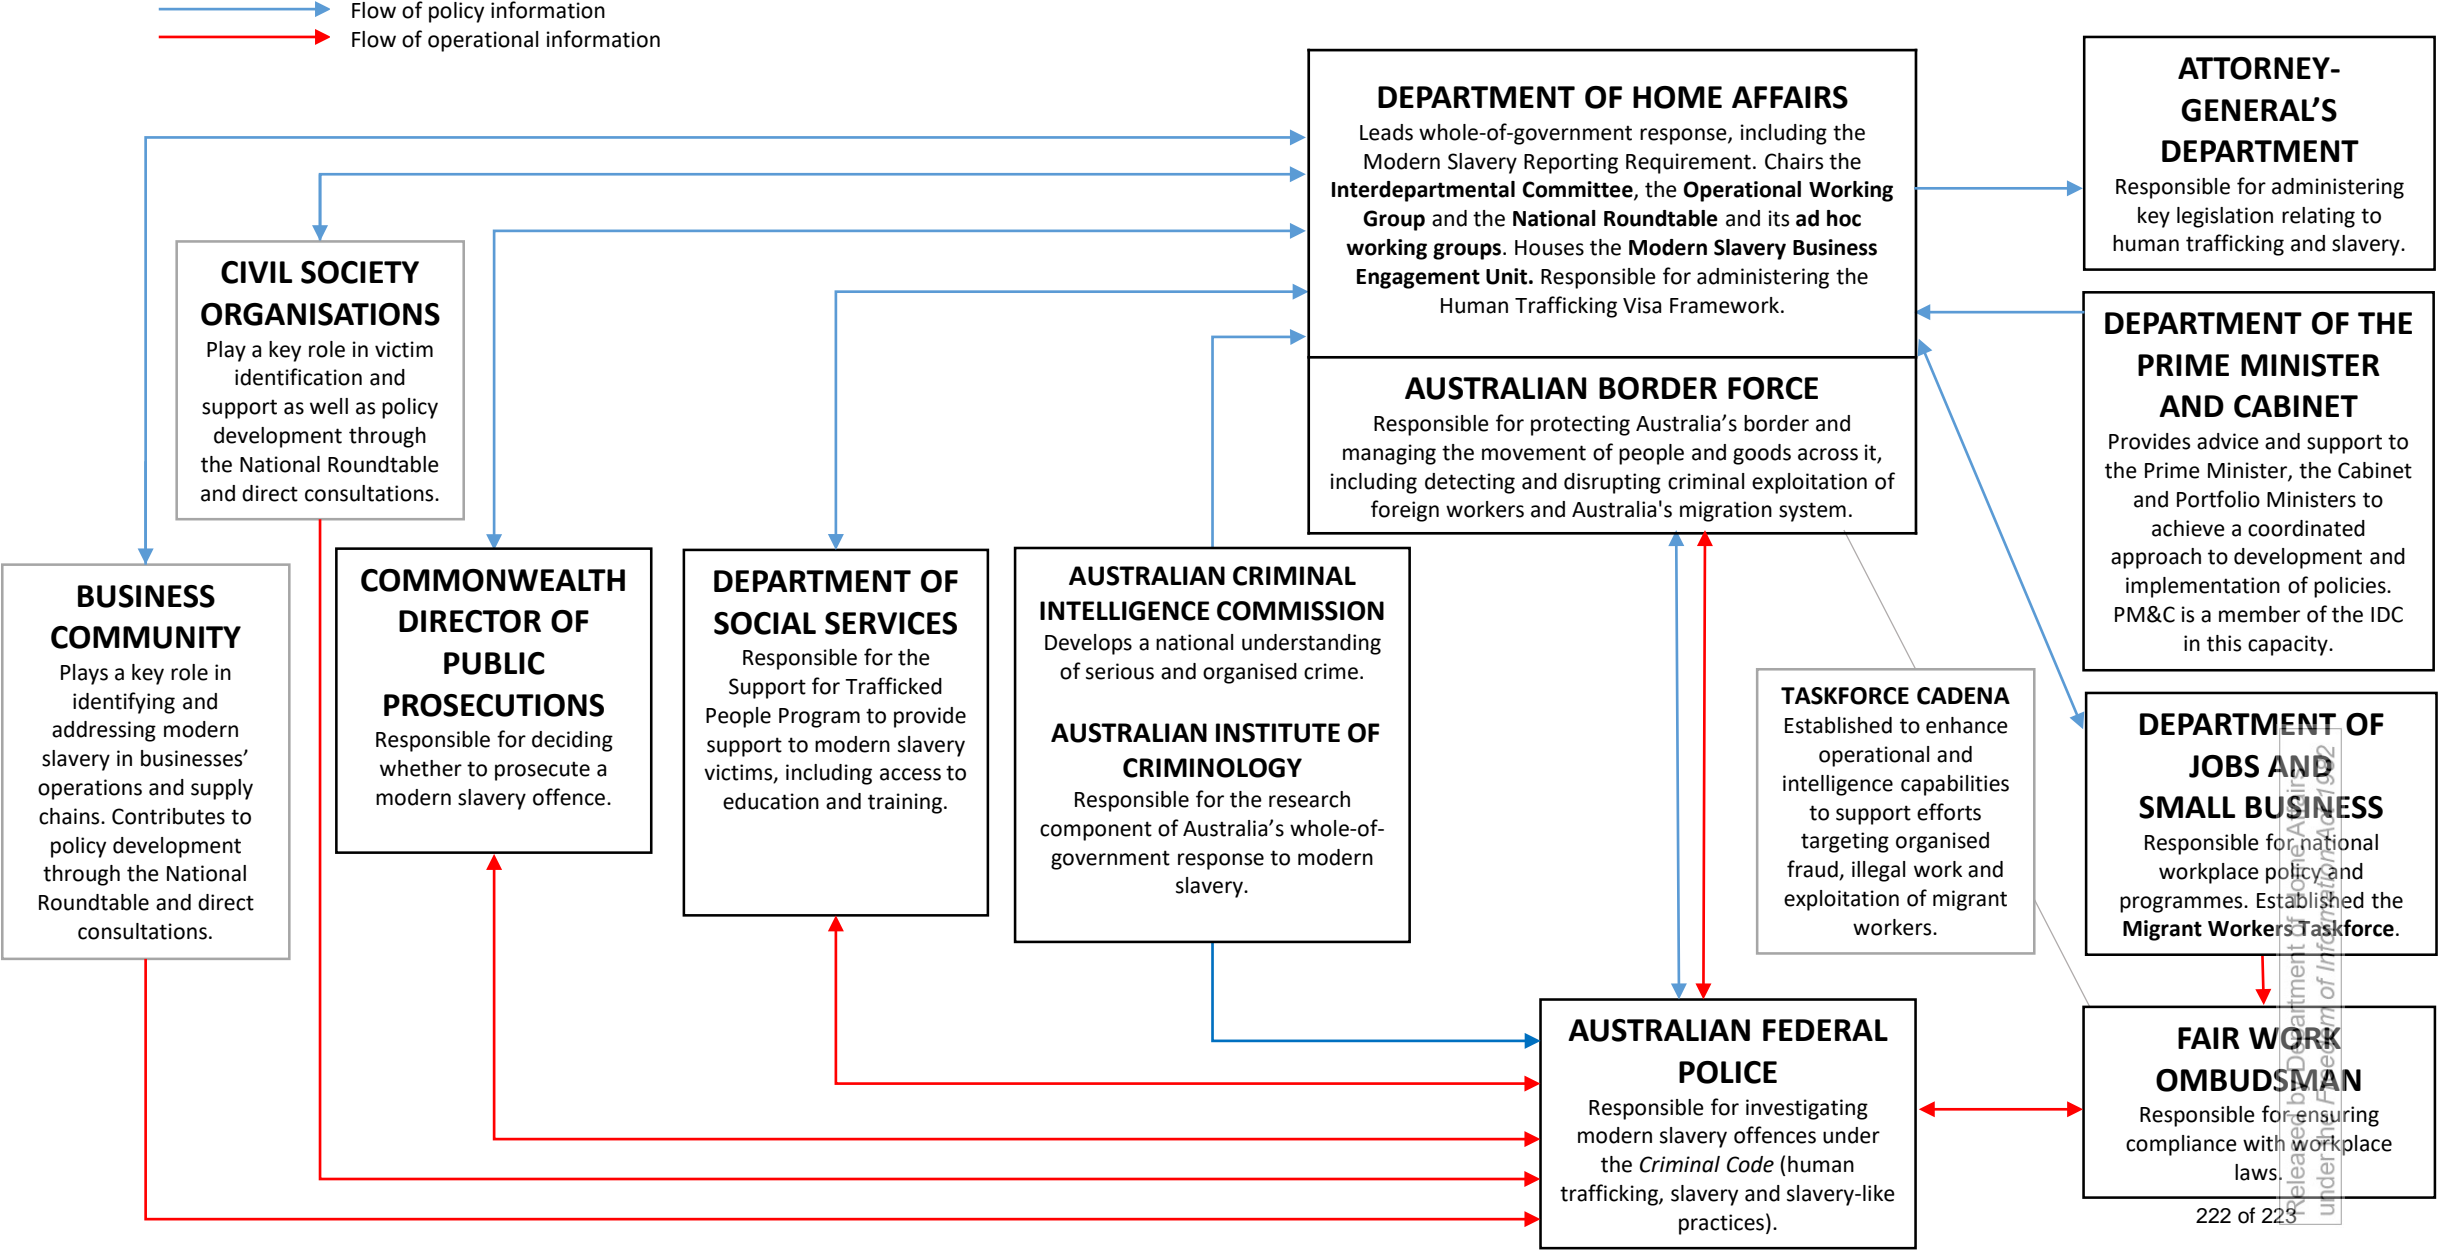 Flow of policy information
Flow of operational information
DEPARTMENT OF HOME AFFAIRS
Leads whole-of-government response, including the
Modern Slavery Reporting Requirement. Chairs the
Interdepartmental Committee, the Operational Working
Group and the National Roundtable and its ad hoc
working groups. Houses the Modern Slavery Business
Engagement Unit. Responsible for administering the
Human Trafficking Visa Framework.
AUSTRALIAN BORDER FORCE
Responsible for protecting Australia’s border and
managing the movement of people and goods across it,
including detecting and disrupting criminal exploitation of
foreign workers and Australia's migration system.
ATTORNEY-
GENERAL’S
DEPARTMENT
Responsible for administering
key legislation relating to
human trafficking and slavery.
DEPARTMENT OF THE
PRIME MINISTER
AND CABINET
Provides advice and support to
the Prime Minister, the Cabinet
and Portfolio Ministers to
achieve a coordinated
approach to development and
implementation of policies.
PM&C is a member of the IDC
in this capacity.
CIVIL SOCIETY
ORGANISATIONS
Play a key role in victim
identification and
support as well as policy
development through
the National Roundtable
and direct consultations.
BUSINESS
COMMUNITY
Plays a key role in
identifying and
addressing modern
slavery in businesses’
operations and supply
chains. Contributes to
policy development
through the National
Roundtable and direct
consultations.
COMMONWEALTH
DIRECTOR OF
PUBLIC
PROSECUTIONS
Responsible for deciding
whether to prosecute a
modern slavery offence.
DEPARTMENT OF
SOCIAL SERVICES
Responsible for the
Support for Trafficked
People Program to provide
support to modern slavery
victims, including access to
education and training.
AUSTRALIAN CRIMINAL
INTELLIGENCE COMMISSION
Develops a national understanding
of serious and organised crime.
AUSTRALIAN INSTITUTE OF
CRIMINOLOGY
Responsible for the research
component of Australia’s whole-of-
government response to modern
slavery.
TASKFORCE CADENA
Established to enhance
operational and
intelligence capabilities
to support efforts
targeting organised
fraud, illegal work and
exploitation of migrant
workers.
DEPARTMENT OF
JOBS AND
SMALL BUSINESS
Responsible for national
workplace policy and
programmes. Established the
Migrant Workers Taskforce.
AUSTRALIAN FEDERAL
POLICE
Responsible for investigating
modern slavery offences under
the Criminal Code (human
trafficking, slavery and slavery-like
practices).
FAIR WORK
OMBUDSMAN
Responsible for ensuring
compliance with workplace
laws.
222 of 223
Released by Department of Home Affairs
under the Freedom of Information Act 1992